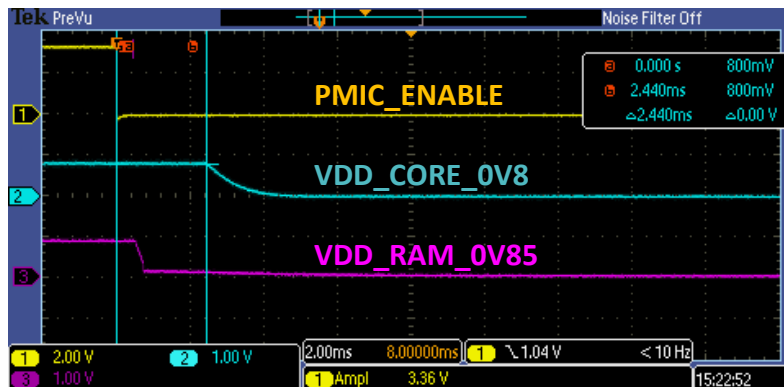 Tek PreVu
Noise Filter Off
a 0.000 s 800mV
b 2.440ms 800mV
△2.440ms △0.00 V
PMIC_ENABLE
1
VDD_CORE_0V8
2
VDD_RAM_0V85
3
1 2.00 V 2 1.00 V 2.00ms 8.00000ms 1 1.04 V < 10 Hz
3 1.00 V 1 Ampl 3.36 V 15:22:52